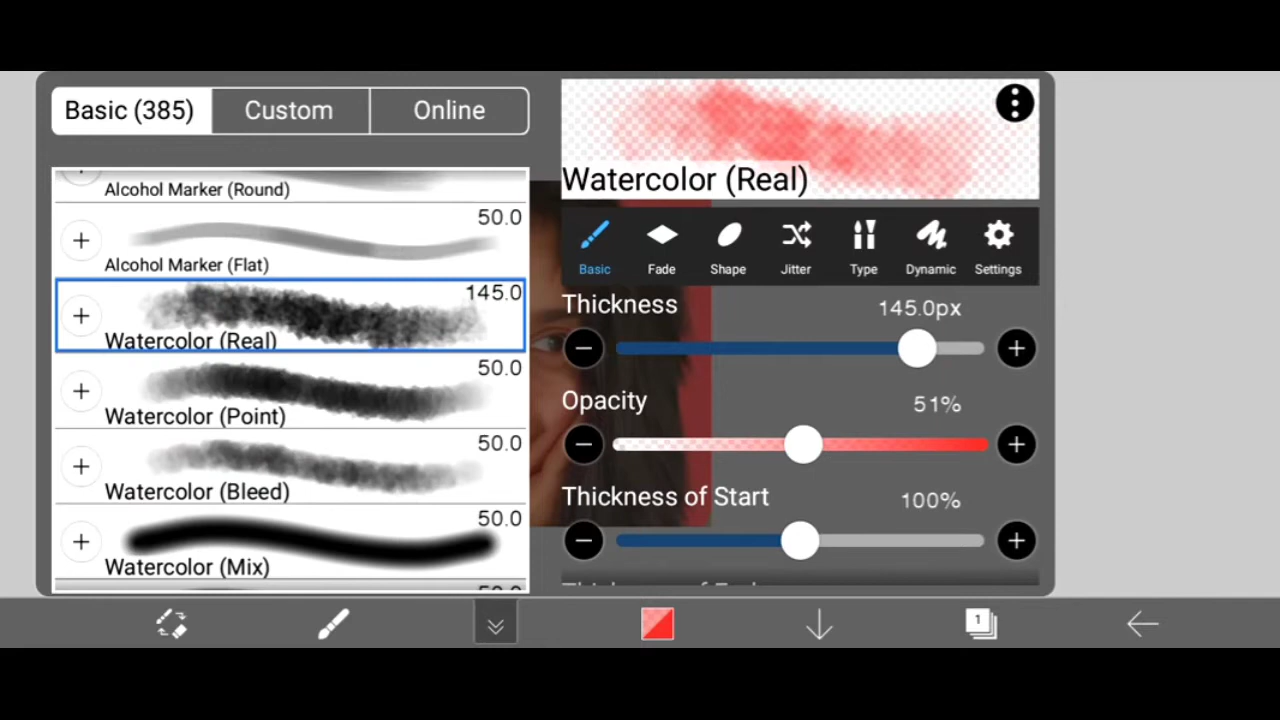 Basic (385)
Custom
Online
Alcohol Marker (Round)
50.0
Alcohol Marker (Flat)
145.0
Watercolor (Real)
50.0
Watercolor (Point)
50.0
Watercolor (Bleed)
50.0
Watercolor (Mix)
Watercolor (Real)
Basic
Fade
Shape
Jitter
Type
Dynamic
Settings
Thickness
145.0px
Opacity
51%
Thickness of Start
100%
1